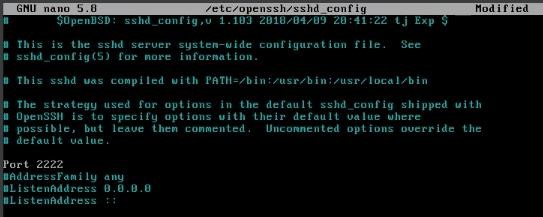 GNU nano 5.8 /etc/openssh/sshd_config Modified
# $OpenBSD: sshd_config,v 1.103 2018/04/09 20:41:22 tj Exp $
# This is the sshd server system-wide configuration file. See
# sshd_config(5) for more information.
# This sshd was compiled with PATH=/bin:/usr/bin:/usr/local/bin
# The strategy used for options in the default sshd_config shipped with
# OpenSSH is to specify options with their default value where
# possible, but leave them commented. Uncommented options override the
# default value.
Port 2222
#AddressFamily any
#ListenAddress 0.0.0.0
#ListenAddress ::